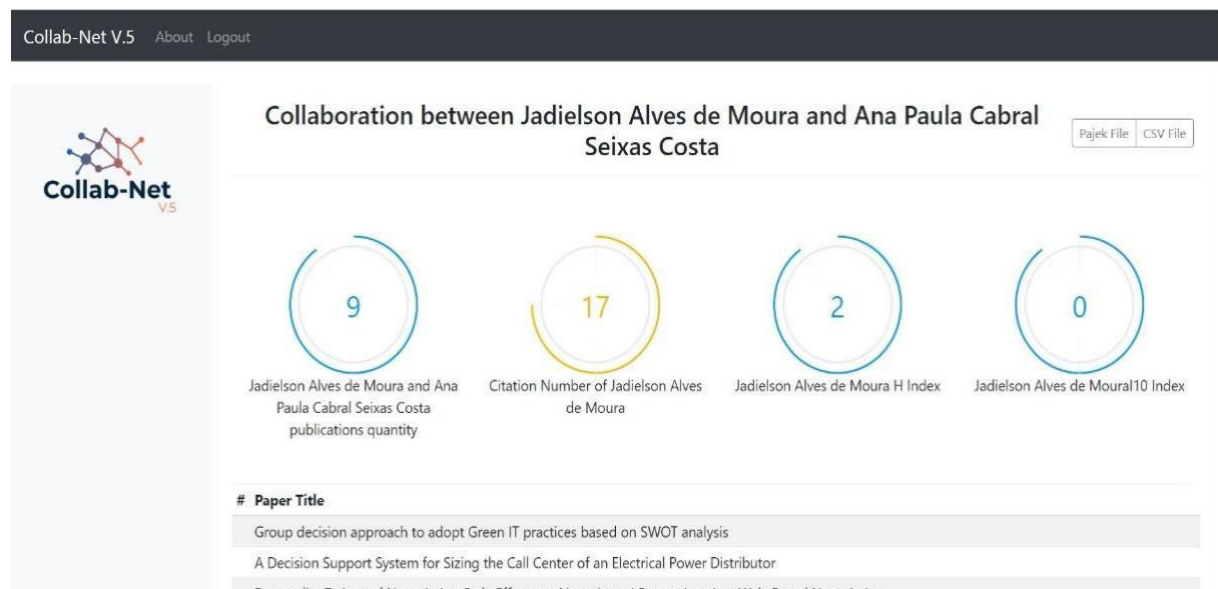 Collab-Net V.5 About Logout
Collab-Net
V.5
Collaboration between Jadielson Alves de Moura and Ana Paula Cabral
Seixas Costa
Pajek File CSV File
9
Jadielson Alves de Moura and Ana
Paula Cabral Seixas Costa
publications quantity
17
Citation Number of Jadielson Alves
de Moura
2
Jadielson Alves de Moura H Index
0
Jadielson Alves de MouraI10 Index
# Paper Title
Group decision approach to adopt Green IT practices based on SWOT analysis
A Decision Support System for Sizing the Call Center of an Electrical Power Distributor